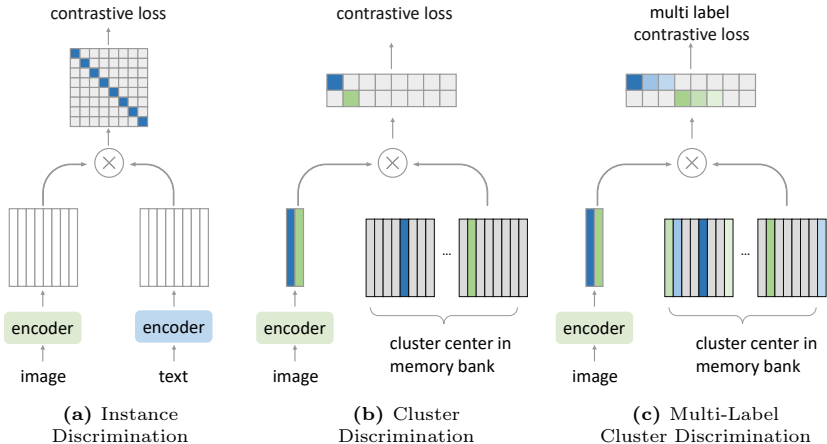 contrastive loss
encoder
encoder
image
text
(a) Instance
Discrimination
contrastive loss
...
encoder
image
cluster center in
memory bank
(b) Cluster
Discrimination
multi label
contrastive loss
...
encoder
image
cluster center in
memory bank
(c) Multi-Label
Cluster Discrimination